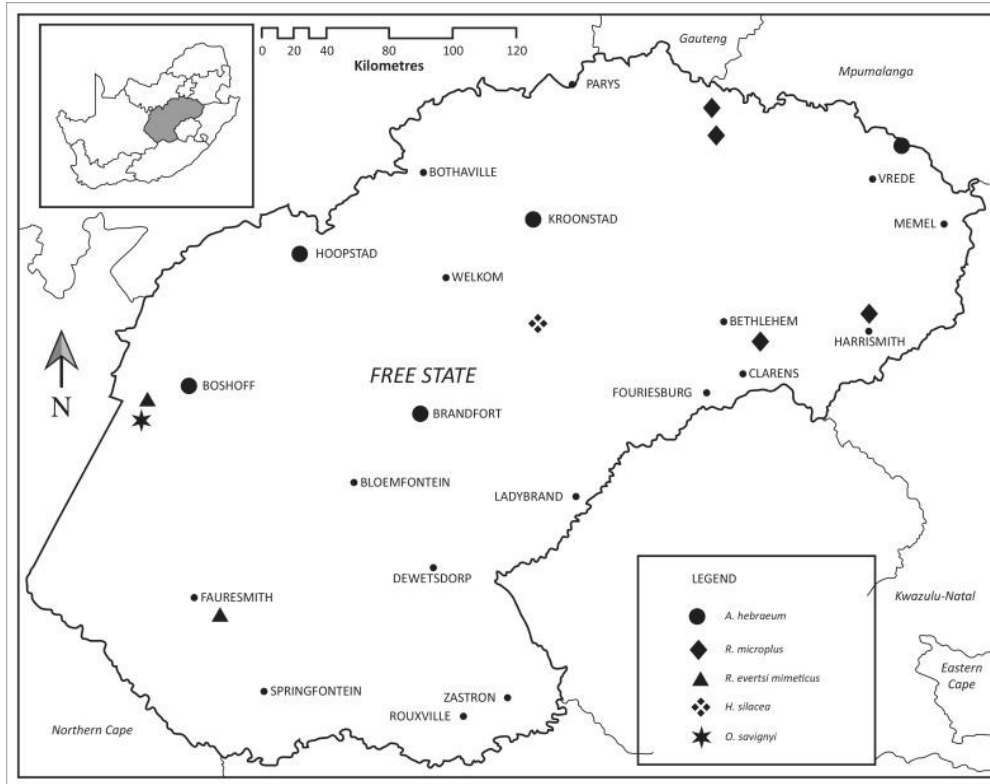 Gauteng
Mpumalanga
0 20 40 80 100 120
Kilometres
PARYS
BOTHAVILLE
VREDE
KROONSTAD
MEMEL
HOOPSTAD
WELKOM
BETHLEHEM
HARRISMITH
FREE STATE
CLARENS
BOSHOFF
FOURIESBURG
N
BRANDFORT
BLOEMFONTEIN
LADYBRAND
DEWETSDORP
FAURESMITH
SPRINGFONTEIN
ZASTRON
ROUXVILLE
Northern Cape
LEGEND
A. hebraeum
R. microplus
R. evertsi mimeticus
H. silacea
O. savignyi
Kwazulu-Natal
Eastern
Cape